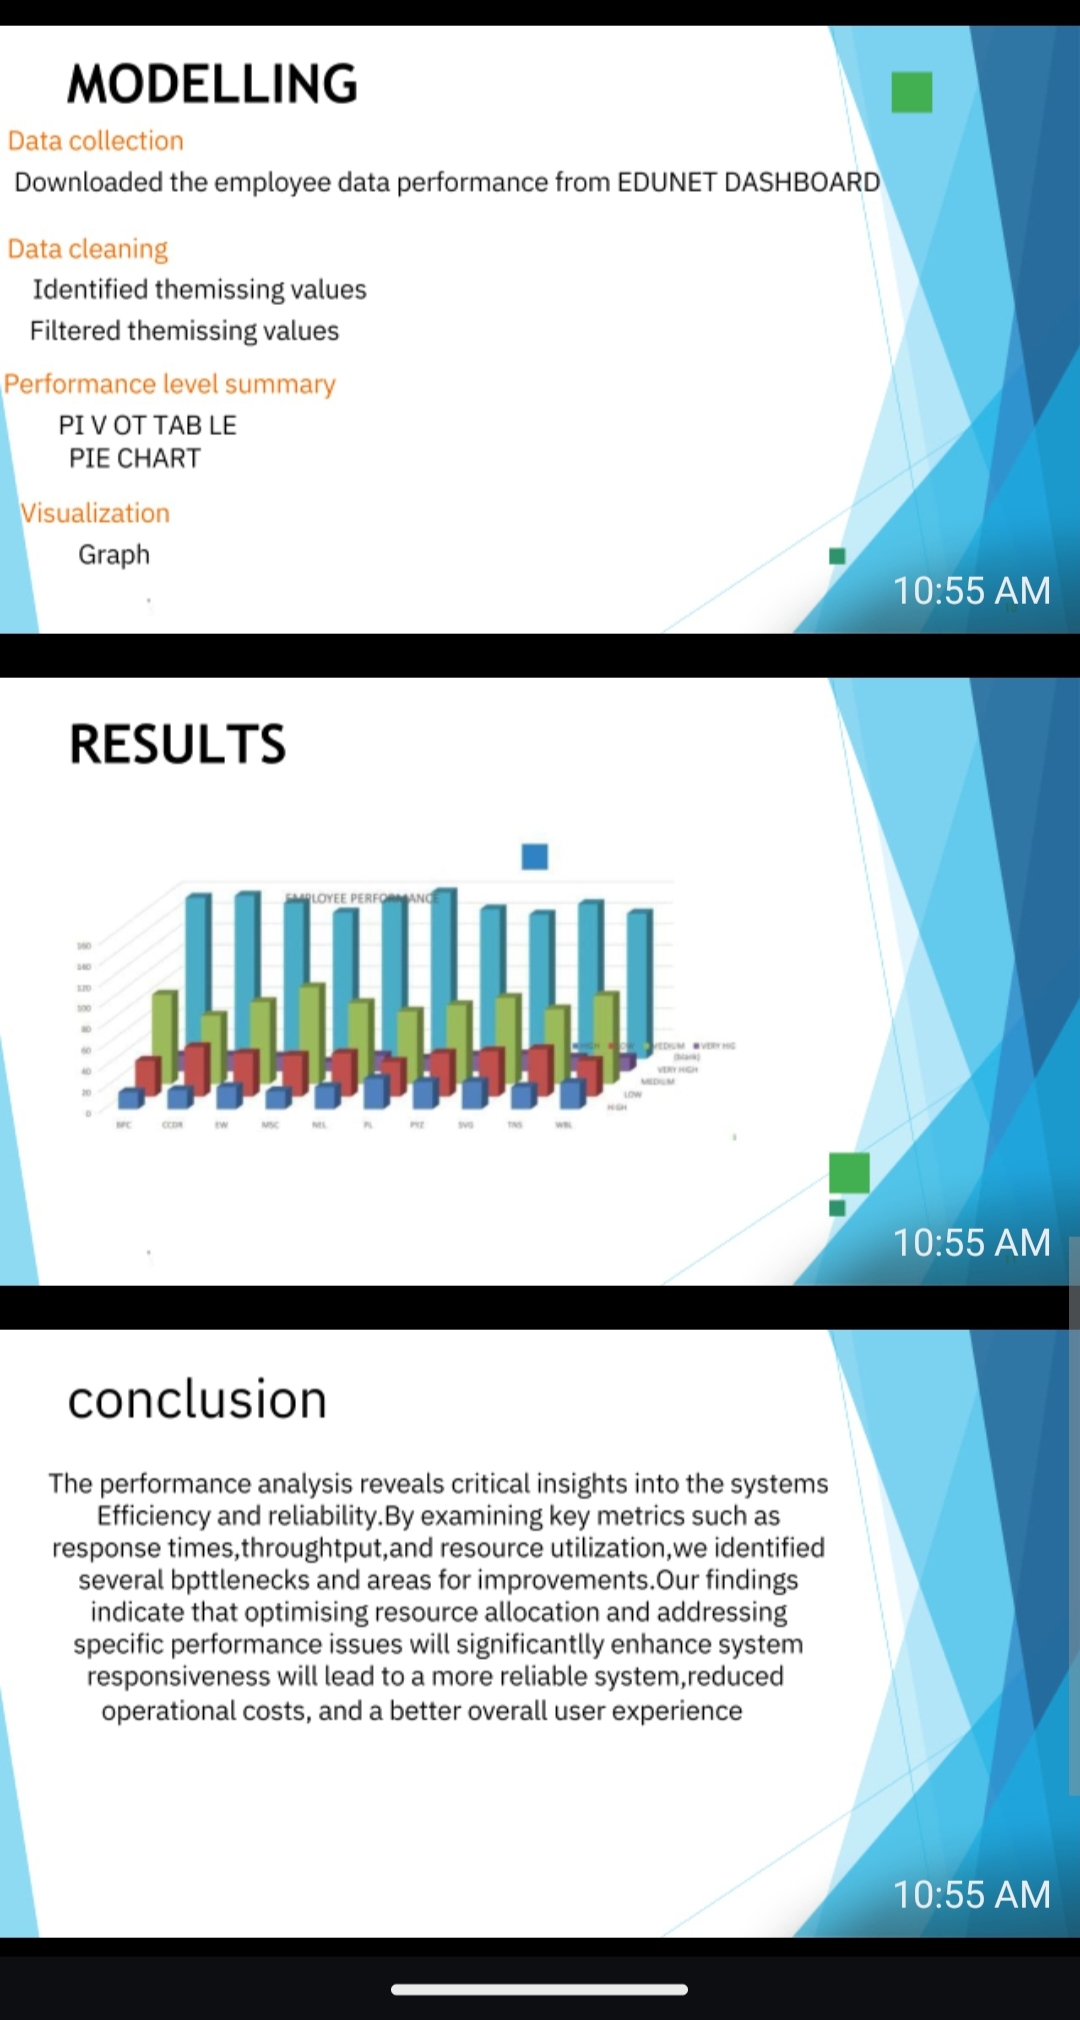 MODELLING
Data collection
Downloaded the employee data performance from EDUNET DASHBOARD
Data cleaning
Identified themissing values
Filtered themissing values
Performance level summary
PI V OT TAB LE
PIE CHART
Visualization
Graph
10:55 AM
RESULTS
EMPLOYEE PERFORMANCE
160
140
120
100
80
60
40
20
0
BPC CCDR EW MSC NEL PL PYZ SVG TNS WBL
HIGH LOW MEDIUM VERY HIG
(blank)
VERY HIGH
MEDIUM
LOW
HIGH
10:55 AM
conclusion
The performance analysis reveals critical insights into the systems
Efficiency and reliability.By examining key metrics such as
response times,throughtput,and resource utilization,we identified
several bpttlenecks and areas for improvements.Our findings
indicate that optimising resource allocation and addressing
specific performance issues will significantlly enhance system
responsiveness will lead to a more reliable system,reduced
operational costs, and a better overall user experience
10:55 AM